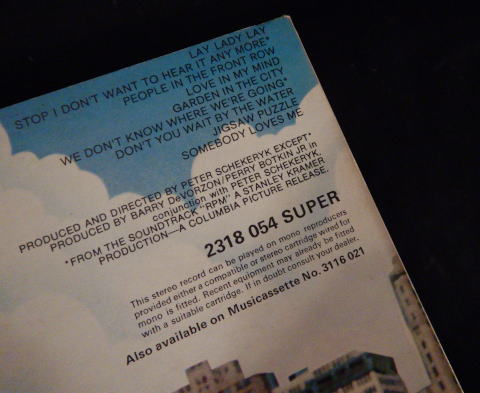 LAY LADY LAY
STOP I DON'T WANT TO HEAR IT ANY MORE*
PEOPLE IN THE FRONT ROW
LOVE IN MY MIND
GARDEN IN THE CITY
WE DON'T KNOW WHERE WE'RE GOING*
DON'T YOU WAIT BY THE WATER
JIGSAW PUZZLE
SOMEBODY LOVES ME
PRODUCED AND DIRECTED BY PETER SCHEKERYK EXCEPT*
PRODUCED BY BARRY DeVORZON/PERRY BOTKIN JR in
conjunction with PETER SCHEKERYK.
*FROM THE SOUNDTRACK "RPM" A STANLEY KRAMER
PRODUCTION—A COLUMBIA PICTURE RELEASE.
2318 054 SUPER
This stereo record can be played on mono reproducers
provided either a compatible or stereo cartridge wired for
mono is fitted. Recent equipment may already be fitted
with a suitable cartridge. If in doubt consult your dealer.
Also available on Musicassette No. 3116 021